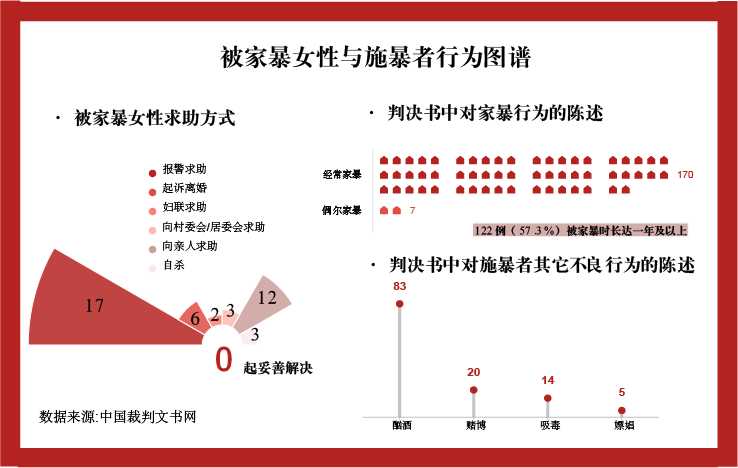 被家暴女性与施暴者行为图谱
· 被家暴女性求助方式
报警求助
起诉离婚
妇联求助
向村委会/居委会求助
向亲人求助
自杀
17
6
2
3
12
3
0 起妥善解决
数据来源:中国裁判文书网
· 判决书中对家暴行为的陈述
经常家暴 170
偶尔家暴 7
122 例（ 57.3％）被家暴时长达一年及以上
· 判决书中对施暴者其它不良行为的陈述
83
20
14
5
酗酒
赌博
吸毒
嫖娼